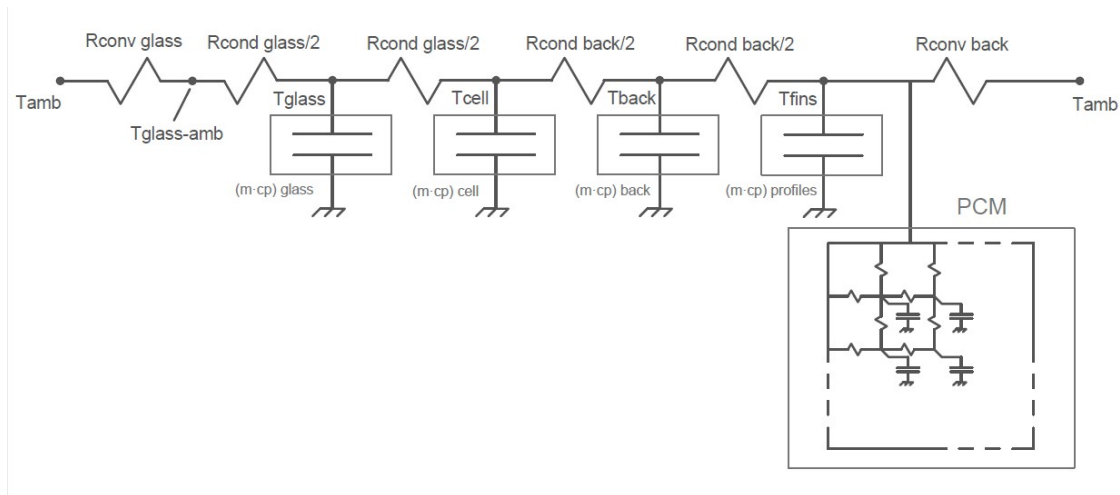 Rconv glass
Rcond glass/2
Rcond glass/2
Rcond back/2
Rcond back/2
Rconv back
Tamb
Tglass-amb
Tglass
Tcell
Tback
Tfins
Tamb
(m·cp) glass
(m·cp) cell
(m·cp) back
(m·cp) profiles
PCM